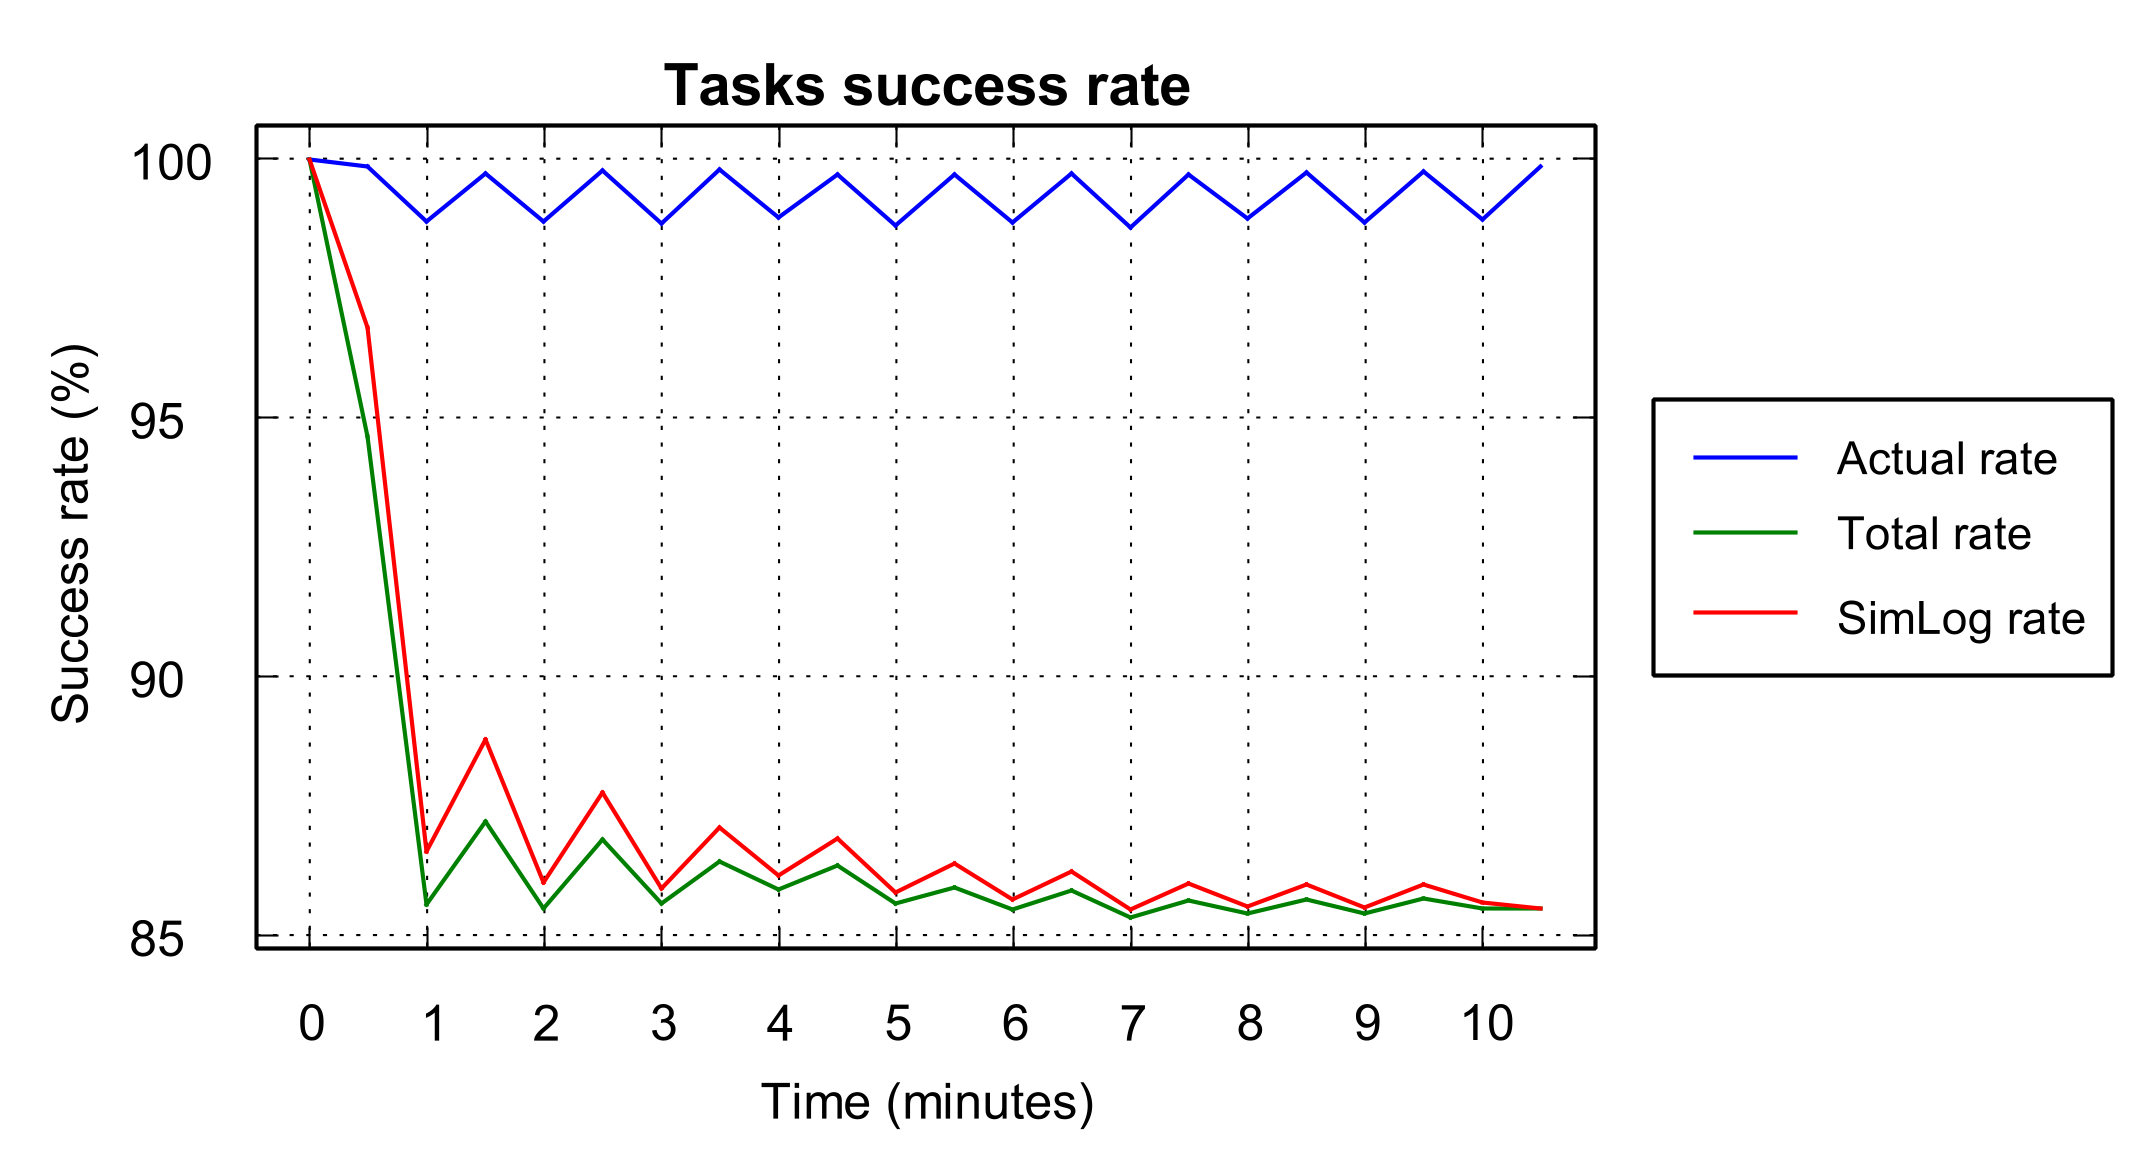 Tasks success rate
100
95
90
85
Success rate (%)
0 1 2 3 4 5 6 7 8 9 10
Time (minutes)
Actual rate
Total rate
SimLog rate